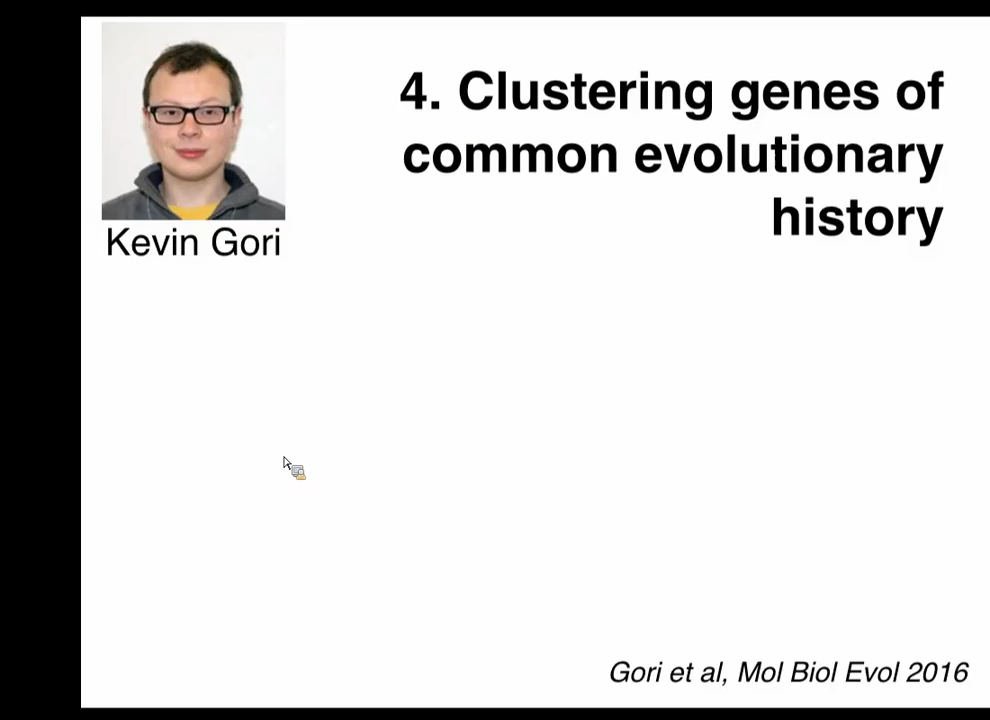 4. Clustering genes of
common evolutionary
history
Kevin Gori
Gori et al, Mol Biol Evol 2016